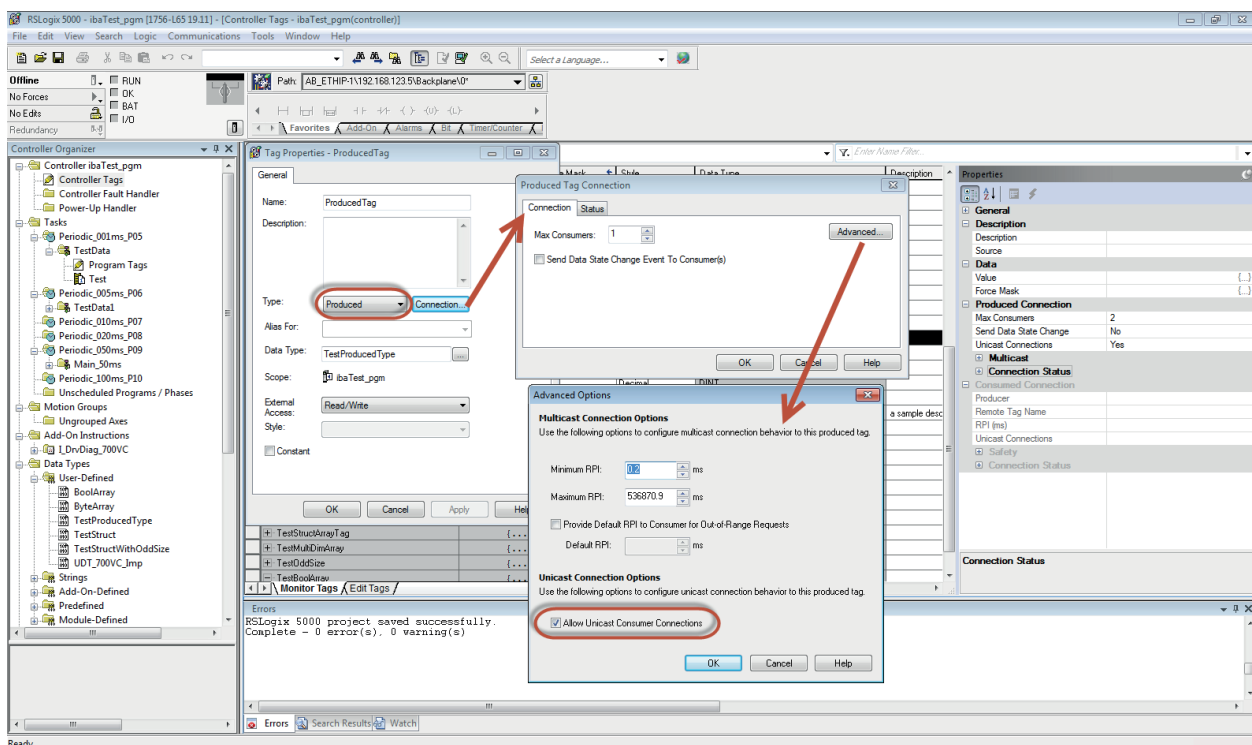 RSLogix 5000 - ibaTest_pgm [1756-L65 19.11] - [Controller Tags - ibaTest_pgm(controller)]
File Edit View Search Logic Communications Tools Window Help
Select a Language...
Offline
RUN
No Forces
OK
No Edits
BAT
I/O
Redundancy
Path: AB_ETHIP-1\192.168.123.5\Backplane\0*
Favorites Add-On Alarms Bit Timer/Counter
Controller Organizer
Controller ibaTest_pgm
Controller Tags
Controller Fault Handler
Power-Up Handler
Tasks
Periodic_001ms_P05
TestData
Program Tags
Test
Periodic_005ms_P06
TestData1
Periodic_010ms_P07
Periodic_020ms_P08
Periodic_050ms_P09
Main_50ms
Periodic_100ms_P10
Unscheduled Programs / Phases
Motion Groups
Ungrouped Axes
Add-On Instructions
I_DrvDiag_700VC
Data Types
User-Defined
BoolArray
ByteArray
TestProducedType
TestStruct
TestStructWithOddSize
UDT_700VC_Imp
Strings
Add-On-Defined
Predefined
Module-Defined
Tag Properties - ProducedTag
General
Name: ProducedTag
Description:
Type: Produced Connection...
Alias For:
Data Type: TestProducedType ...
Scope: ibaTest_pgm
External Access: Read/Write
Style:
Constant
OK Cancel Apply Help
TestStructArrayTag {...
TestMultiDimArray {...
TestOddSize {...
TestBoolArray {...
Monitor Tags Edit Tags
Enter Name Filter...
Style Data Type Description
Produced Tag Connection
Connection Status
Max Consumers: 1
Advanced...
Send Data State Change Event To Consumer(s)
OK Cancel Help
Decimal DINT
a sample desc
Advanced Options
Multicast Connection Options
Use the following options to configure multicast connection behavior to this produced tag.
Minimum RPI: 0.2 ms
Maximum RPI: 536870.9 ms
Provide Default RPI to Consumer for Out-of-Range Requests
Default RPI: ms
Unicast Connection Options
Use the following options to configure unicast connection behavior to this produced tag.
Allow Unicast Consumer Connections
OK Cancel Help
Properties
General
Description
Description
Source
Data
Value {...}
Force Mask {...}
Produced Connection
Max Consumers 2
Send Data State Change No
Unicast Connections Yes
Multicast
Connection Status
Consumed Connection
Producer
Remote Tag Name
RPI (ms)
Unicast Connections
Safety
Connection Status
Connection Status
Errors
RSLogix 5000 project saved successfully.
Complete - 0 error(s), 0 warning(s)
Errors Search Results Watch
Ready